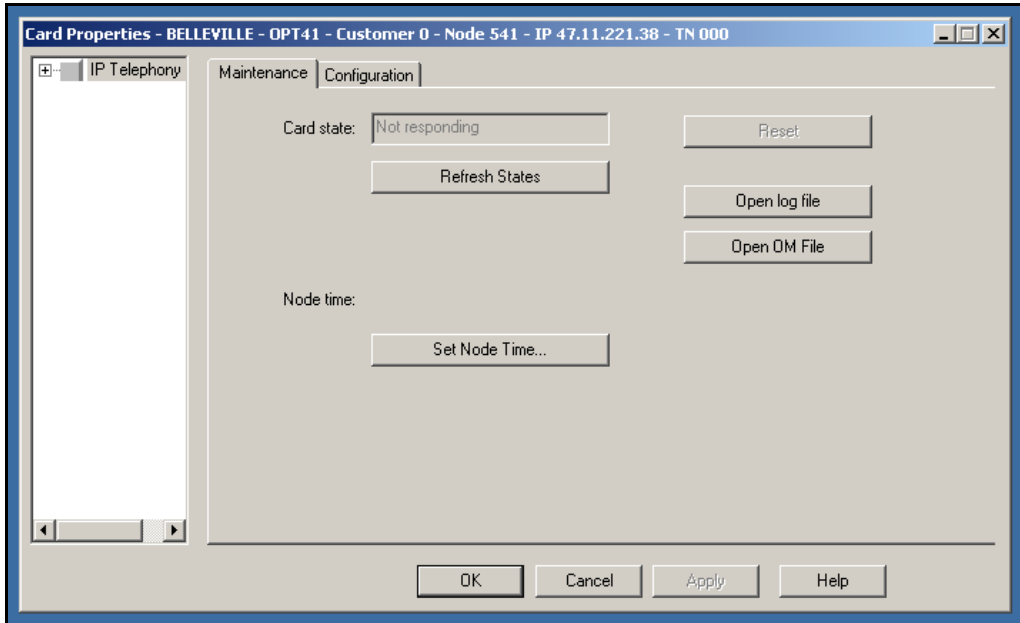 Card Properties - BELLEVILLE - OPT41 - Customer 0 - Node 541 - IP 47.11.221.38 - TN 000
IP Telephony
Maintenance Configuration
Card state: Not responding Reset
Refresh States
Open log file
Open OM File
Node time:
Set Node Time...
OK Cancel Apply Help